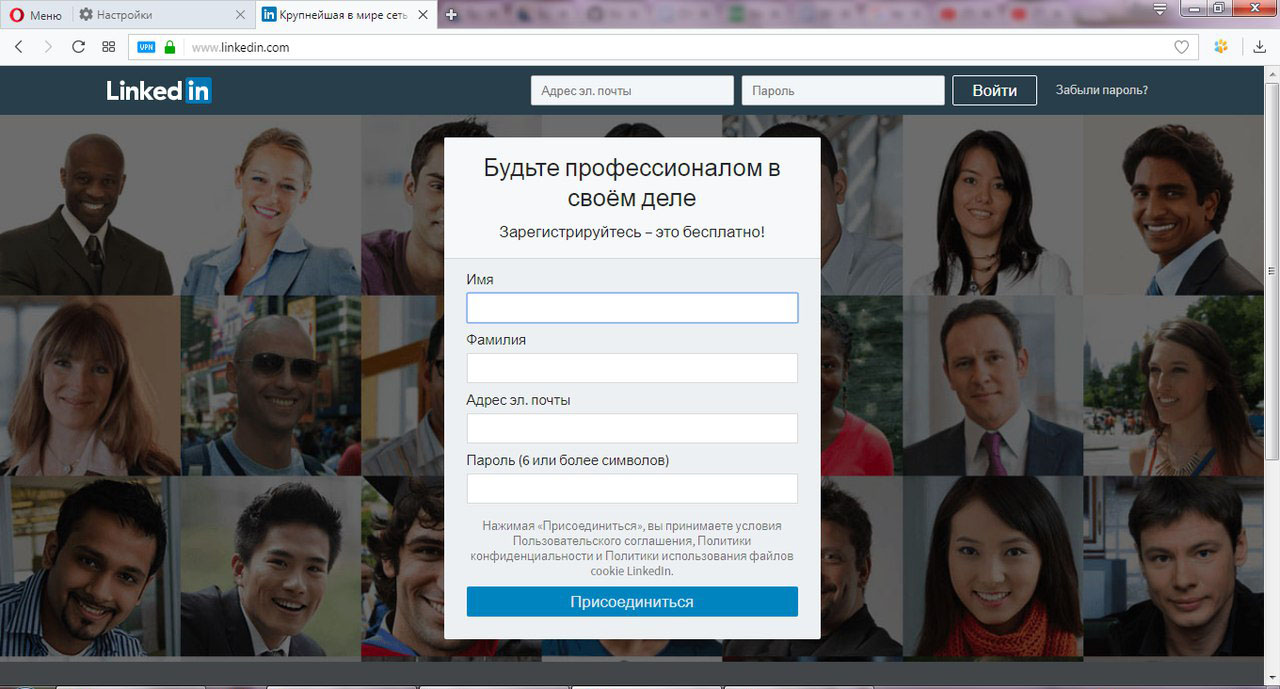 Меню
Настройки
Крупнейшая в мире сеть
VPN
www.linkedin.com
Linked in
Адрес эл. почты
Пароль
Войти
Забыли пароль?
Будьте профессионалом в
своём деле
Зарегистрируйтесь – это бесплатно!
Имя
Фамилия
Адрес эл. почты
Пароль (6 или более символов)
Нажимая «Присоединиться», вы принимаете условия
Пользовательского соглашения, Политики
конфиденциальности и Политики использования файлов
cookie LinkedIn.
Присоединиться